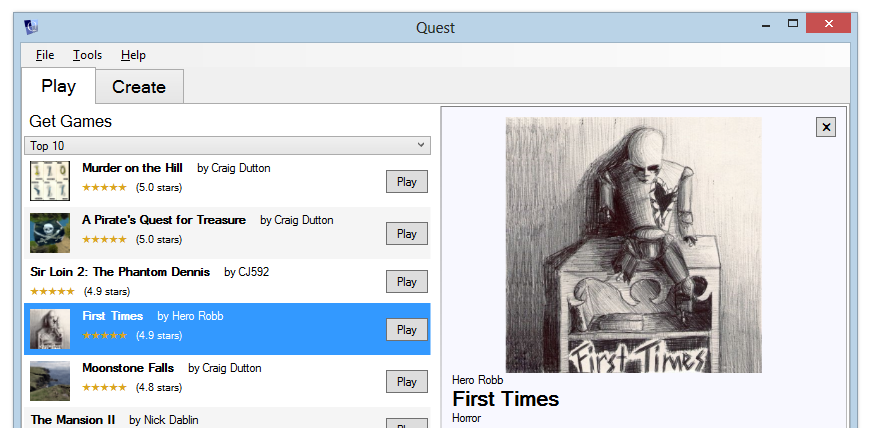 Quest
File Tools Help
Play Create
Get Games
Top 10
Murder on the Hill by Craig Dutton
(5.0 stars)
Play
A Pirate's Quest for Treasure by Craig Dutton
(5.0 stars)
Play
Sir Loin 2: The Phantom Dennis by CJ592
(4.9 stars)
Play
First Times by Hero Robb
(4.9 stars)
Play
Moonstone Falls by Craig Dutton
(4.8 stars)
Play
The Mansion II by Nick Dablin
Play
First Times
Hero Robb
First Times
Horror